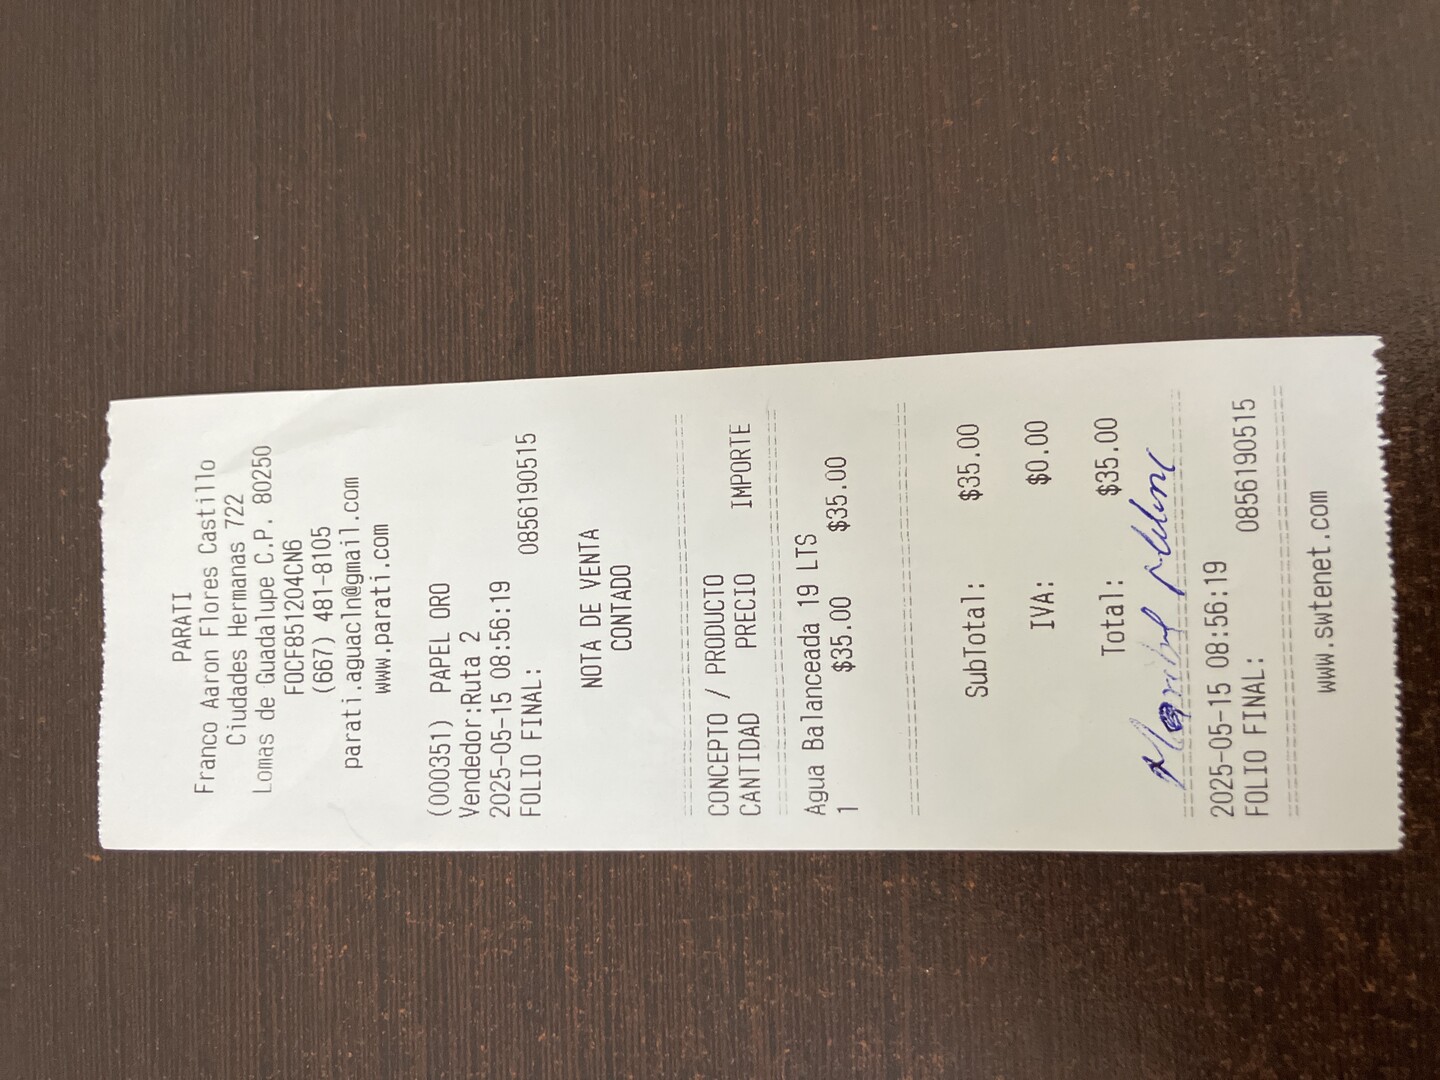 PARATI
Franco Aaron Flores Castillo
Ciudades Hermanas 722
Lomas de Guadalupe C.P. 80250
FOCF851204CN6
(667) 481-8105
parati.aguacln@gmail.com
www.parati.com
(000351) PAPEL ORO
Vendedor:Ruta 2
2025-05-15 08:56:19
FOLIO FINAL: 0856190515
NOTA DE VENTA
CONTADO
CONCEPTO / PRODUCTO
CANTIDAD PRECIO IMPORTE
Agua Balanceada 19 LTS
1 $35.00 $35.00
SubTotal: $35.00
IVA: $0.00
Total: $35.00
Maribel
2025-05-15 08:56:19
FOLIO FINAL: 0856190515
www.swtenet.com